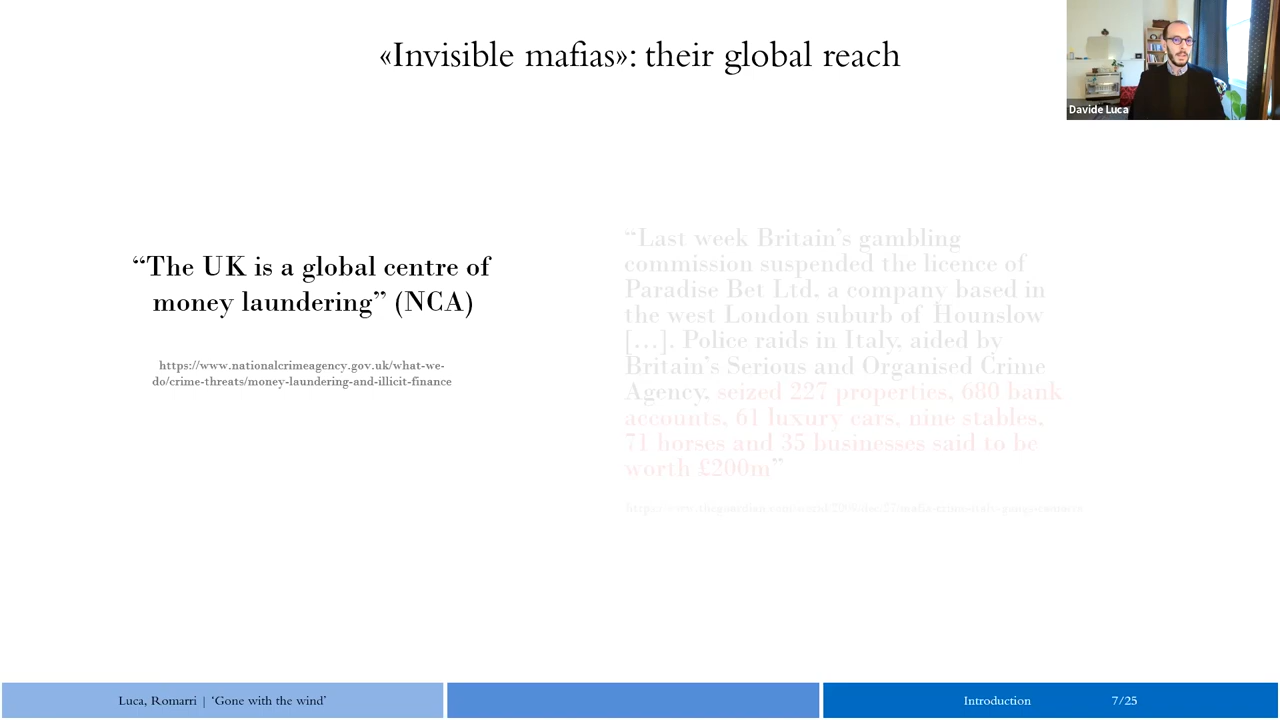 «Invisible mafias»: their global reach
Davide Luca
“The UK is a global centre of
money laundering” (NCA)
https://www.nationalcrimeagency.gov.uk/what-we-
do/crime-threats/money-laundering-and-illicit-finance
“Last week Britain’s gambling
commission suspended the licence of
Paradise Bet Ltd, a company based in
the west London suburb of Hounslow
[…]. Police raids in Italy, aided by
Britain’s Serious and Organised Crime
Agency, seized 227 properties, 680 bank
accounts, 61 luxury cars, nine stables,
71 horses and 35 businesses said to be
worth £200m”
Luca, Romarri | ‘Gone with the wind’
Introduction
7/25